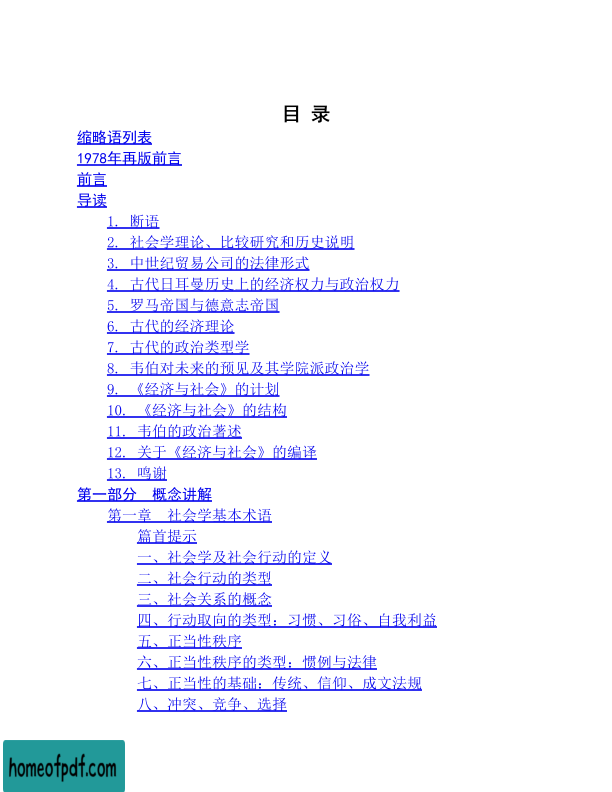 目 录
缩略语列表
1978年再版前言
前言
导读
1. 断语
2. 社会学理论、比较研究和历史说明
3. 中世纪贸易公司的法律形式
4. 古代日耳曼历史上的经济权力与政治权力
5. 罗马帝国与德意志帝国
6. 古代的经济理论
7. 古代的政治类型学
8. 韦伯对未来的预见及其学院派政治学
9. 《经济与社会》的计划
10. 《经济与社会》的结构
11. 韦伯的政治著述
12. 关于《经济与社会》的编译
13. 鸣谢
第一部分 概念讲解
第一章 社会学基本术语
篇首提示
一、社会学及社会行动的定义
二、社会行动的类型
三、社会关系的概念
四、行动取向的类型：习惯、习俗、自我利益
五、正当性秩序
六、正当性秩序的类型：惯例与法律
七、正当性的基础：传统、信仰、成文法规
八、冲突、竞争、选择
homeofpdf.com